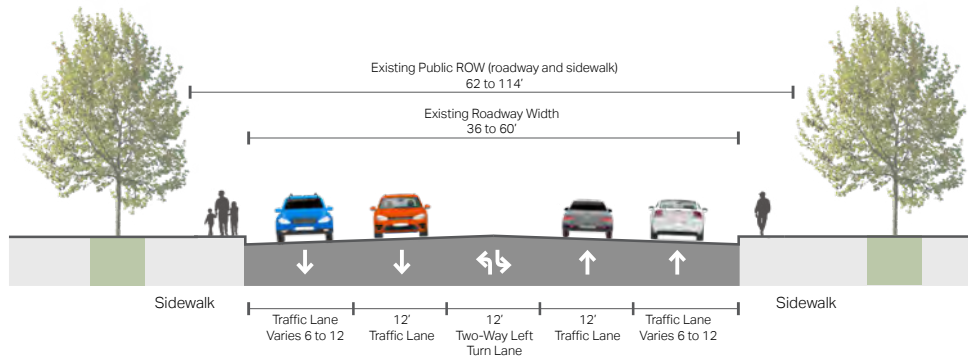 Existing Public ROW (roadway and sidewalk)
62 to 114’
Existing Roadway Width
36 to 60’
Sidewalk
Sidewalk
Traffic Lane
Varies 6 to 12
12’
Traffic Lane
12’
Two-Way Left
Turn Lane
12’
Traffic Lane
Traffic Lane
Varies 6 to 12